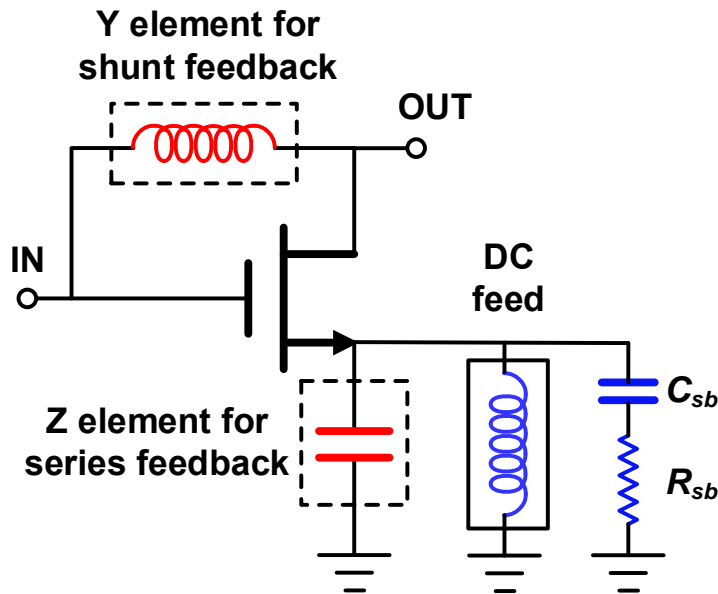 Y element for
shunt feedback
OUT
IN
DC
feed
Z element for
series feedback
Csb
Rsb